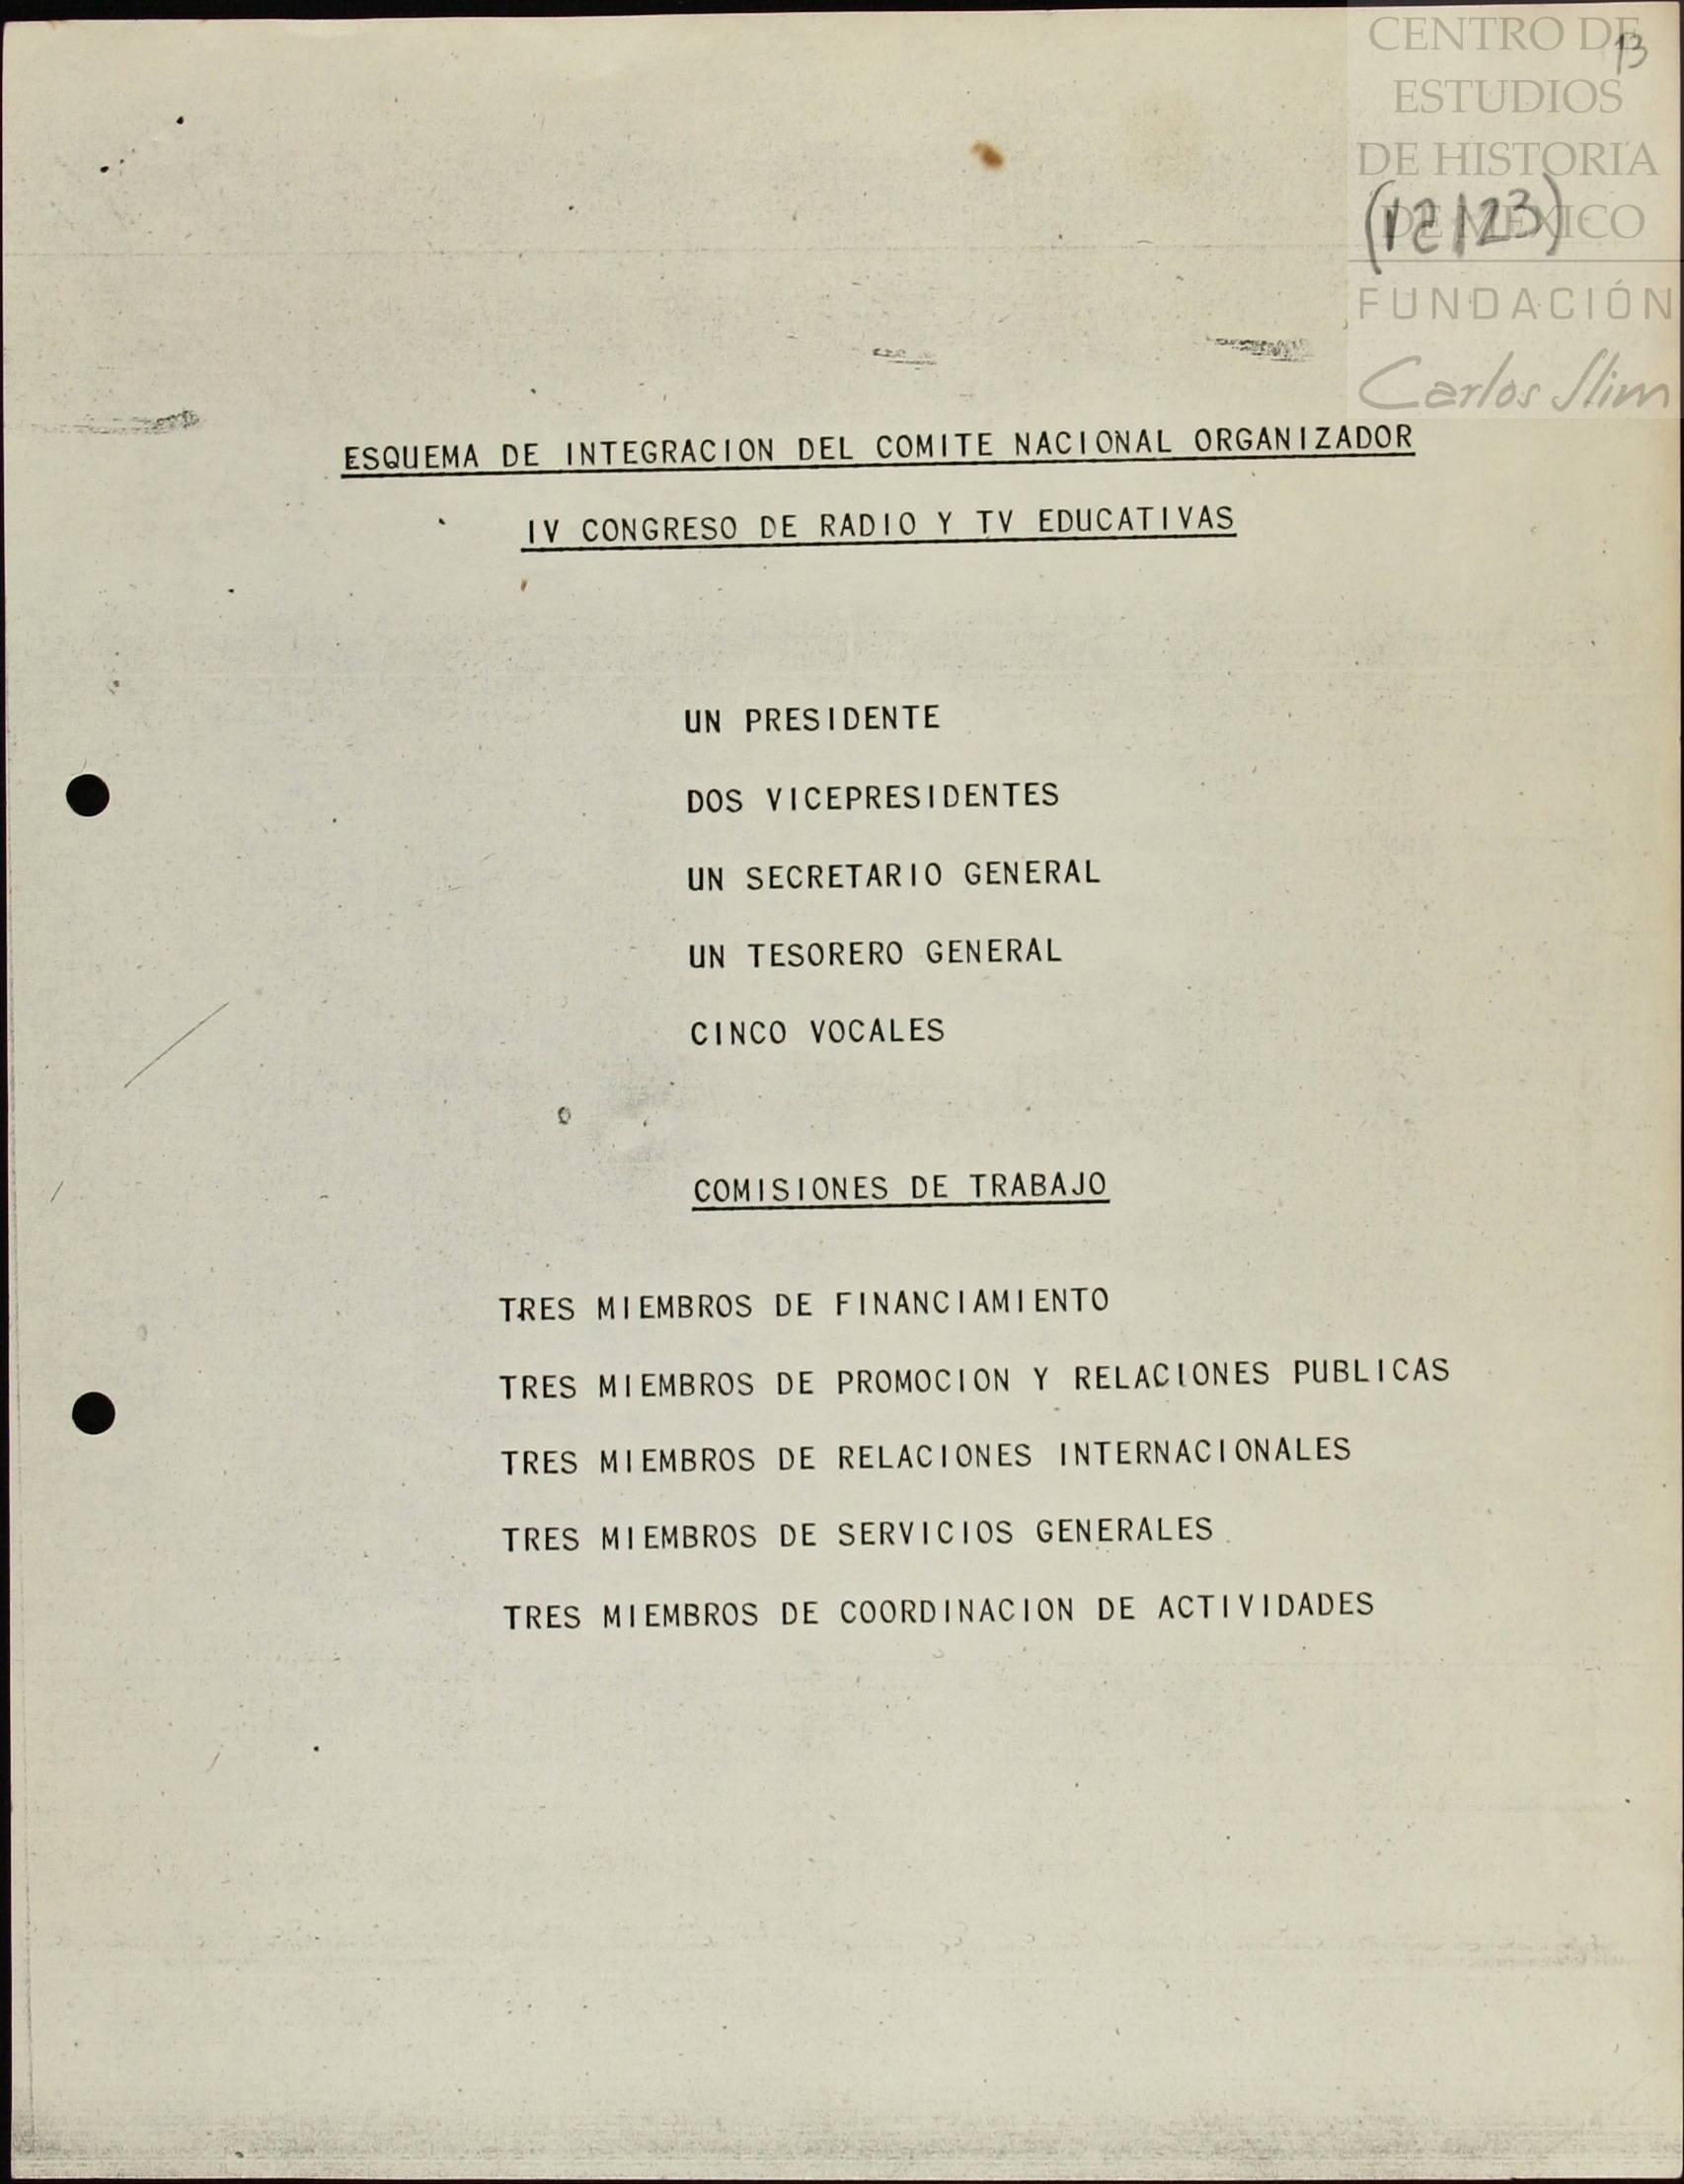 CENTRO DE
ESTUDIOS
DE HISTORIA
DE MEXICO
FUNDACIÓN
Carlos Slim
13
(12/23)
ESQUEMA DE INTEGRACION DEL COMITE NACIONAL ORGANIZADOR
IV CONGRESO DE RADIO Y TV EDUCATIVAS
UN PRESIDENTE
DOS VICEPRESIDENTES
UN SECRETARIO GENERAL
UN TESORERO GENERAL
CINCO VOCALES
COMISIONES DE TRABAJO
TRES MIEMBROS DE FINANCIAMIENTO
TRES MIEMBROS DE PROMOCION Y RELACIONES PUBLICAS
TRES MIEMBROS DE RELACIONES INTERNACIONALES
TRES MIEMBROS DE SERVICIOS GENERALES
TRES MIEMBROS DE COORDINACION DE ACTIVIDADES